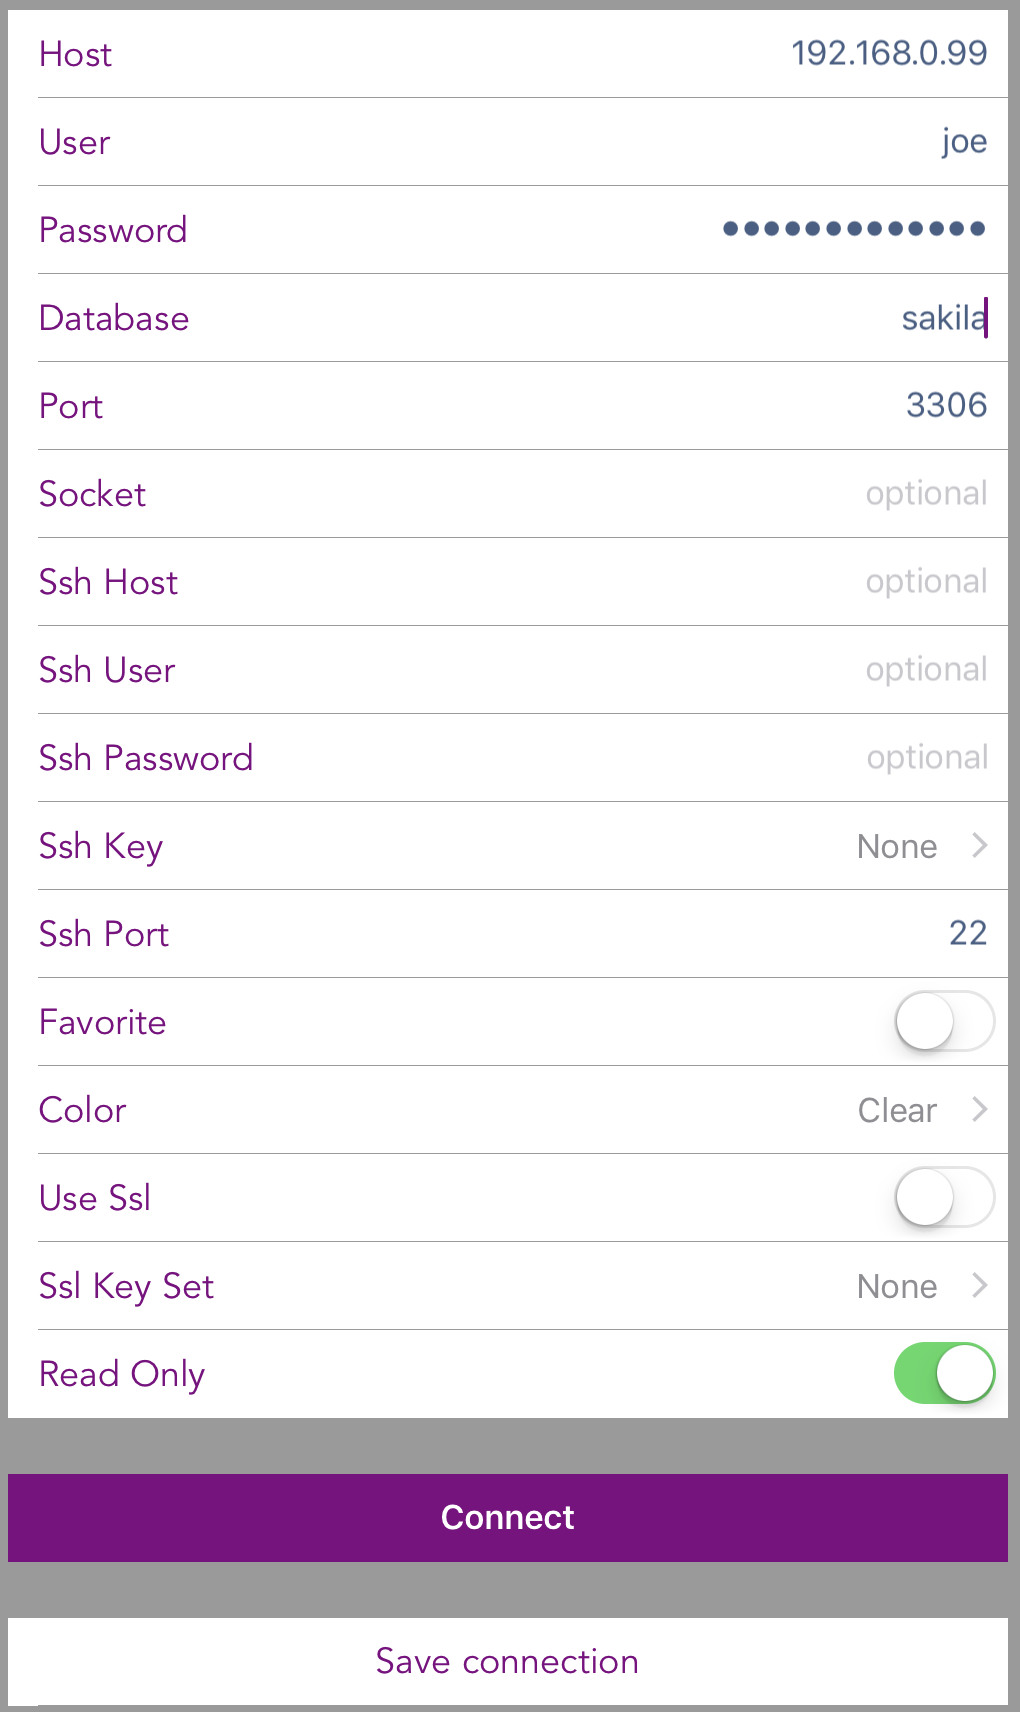 Host 192.168.0.99
User joe
Password •••••••••••••
Database sakila
Port 3306
Socket optional
Ssh Host optional
Ssh User optional
Ssh Password optional
Ssh Key None
Ssh Port 22
Favorite
Color Clear
Use Ssl
Ssl Key Set None
Read Only
Connect
Save connection